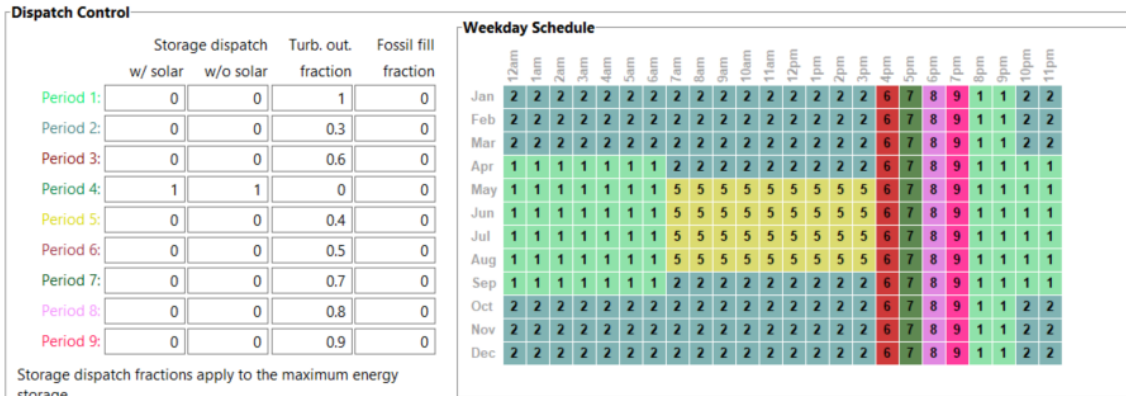 Dispatch Control
Storage dispatch Turb. out. Fossil fill
w/ solar w/o solar fraction fraction
Period 1: 0 0 1 0
Period 2: 0 0 0.3 0
Period 3: 0 0 0.6 0
Period 4: 1 1 0 0
Period 5: 0 0 0.4 0
Period 6: 0 0 0.5 0
Period 7: 0 0 0.7 0
Period 8: 0 0 0.8 0
Period 9: 0 0 0.9 0
Storage dispatch fractions apply to the maximum energy
storage
Weekday Schedule
12am 1am 2am 3am 4am 5am 6am 7am 8am 9am 10am 11am 12pm 1pm 2pm 3pm 4pm 5pm 6pm 7pm 8pm 9pm 10pm 11pm
Jan 2 2 2 2 2 2 2 2 2 2 2 2 2 2 2 2 6 7 8 9 1 1 2 2
Feb 2 2 2 2 2 2 2 2 2 2 2 2 2 2 2 2 6 7 8 9 1 1 2 2
Mar 2 2 2 2 2 2 2 2 2 2 2 2 2 2 2 2 6 7 8 9 1 1 2 2
Apr 1 1 1 1 1 1 1 2 2 2 2 2 2 2 2 2 6 7 8 9 1 1 1 1
May 1 1 1 1 1 1 1 5 5 5 5 5 5 5 5 5 6 7 8 9 1 1 1 1
Jun 1 1 1 1 1 1 1 5 5 5 5 5 5 5 5 5 6 7 8 9 1 1 1 1
Jul 1 1 1 1 1 1 1 5 5 5 5 5 5 5 5 5 6 7 8 9 1 1 1 1
Aug 1 1 1 1 1 1 1 5 5 5 5 5 5 5 5 5 6 7 8 9 1 1 1 1
Sep 1 1 1 1 1 1 1 2 2 2 2 2 2 2 2 2 6 7 8 9 1 1 1 1
Oct 2 2 2 2 2 2 2 2 2 2 2 2 2 2 2 2 6 7 8 9 1 1 2 2
Nov 2 2 2 2 2 2 2 2 2 2 2 2 2 2 2 2 6 7 8 9 1 1 2 2
Dec 2 2 2 2 2 2 2 2 2 2 2 2 2 2 2 2 6 7 8 9 1 1 2 2